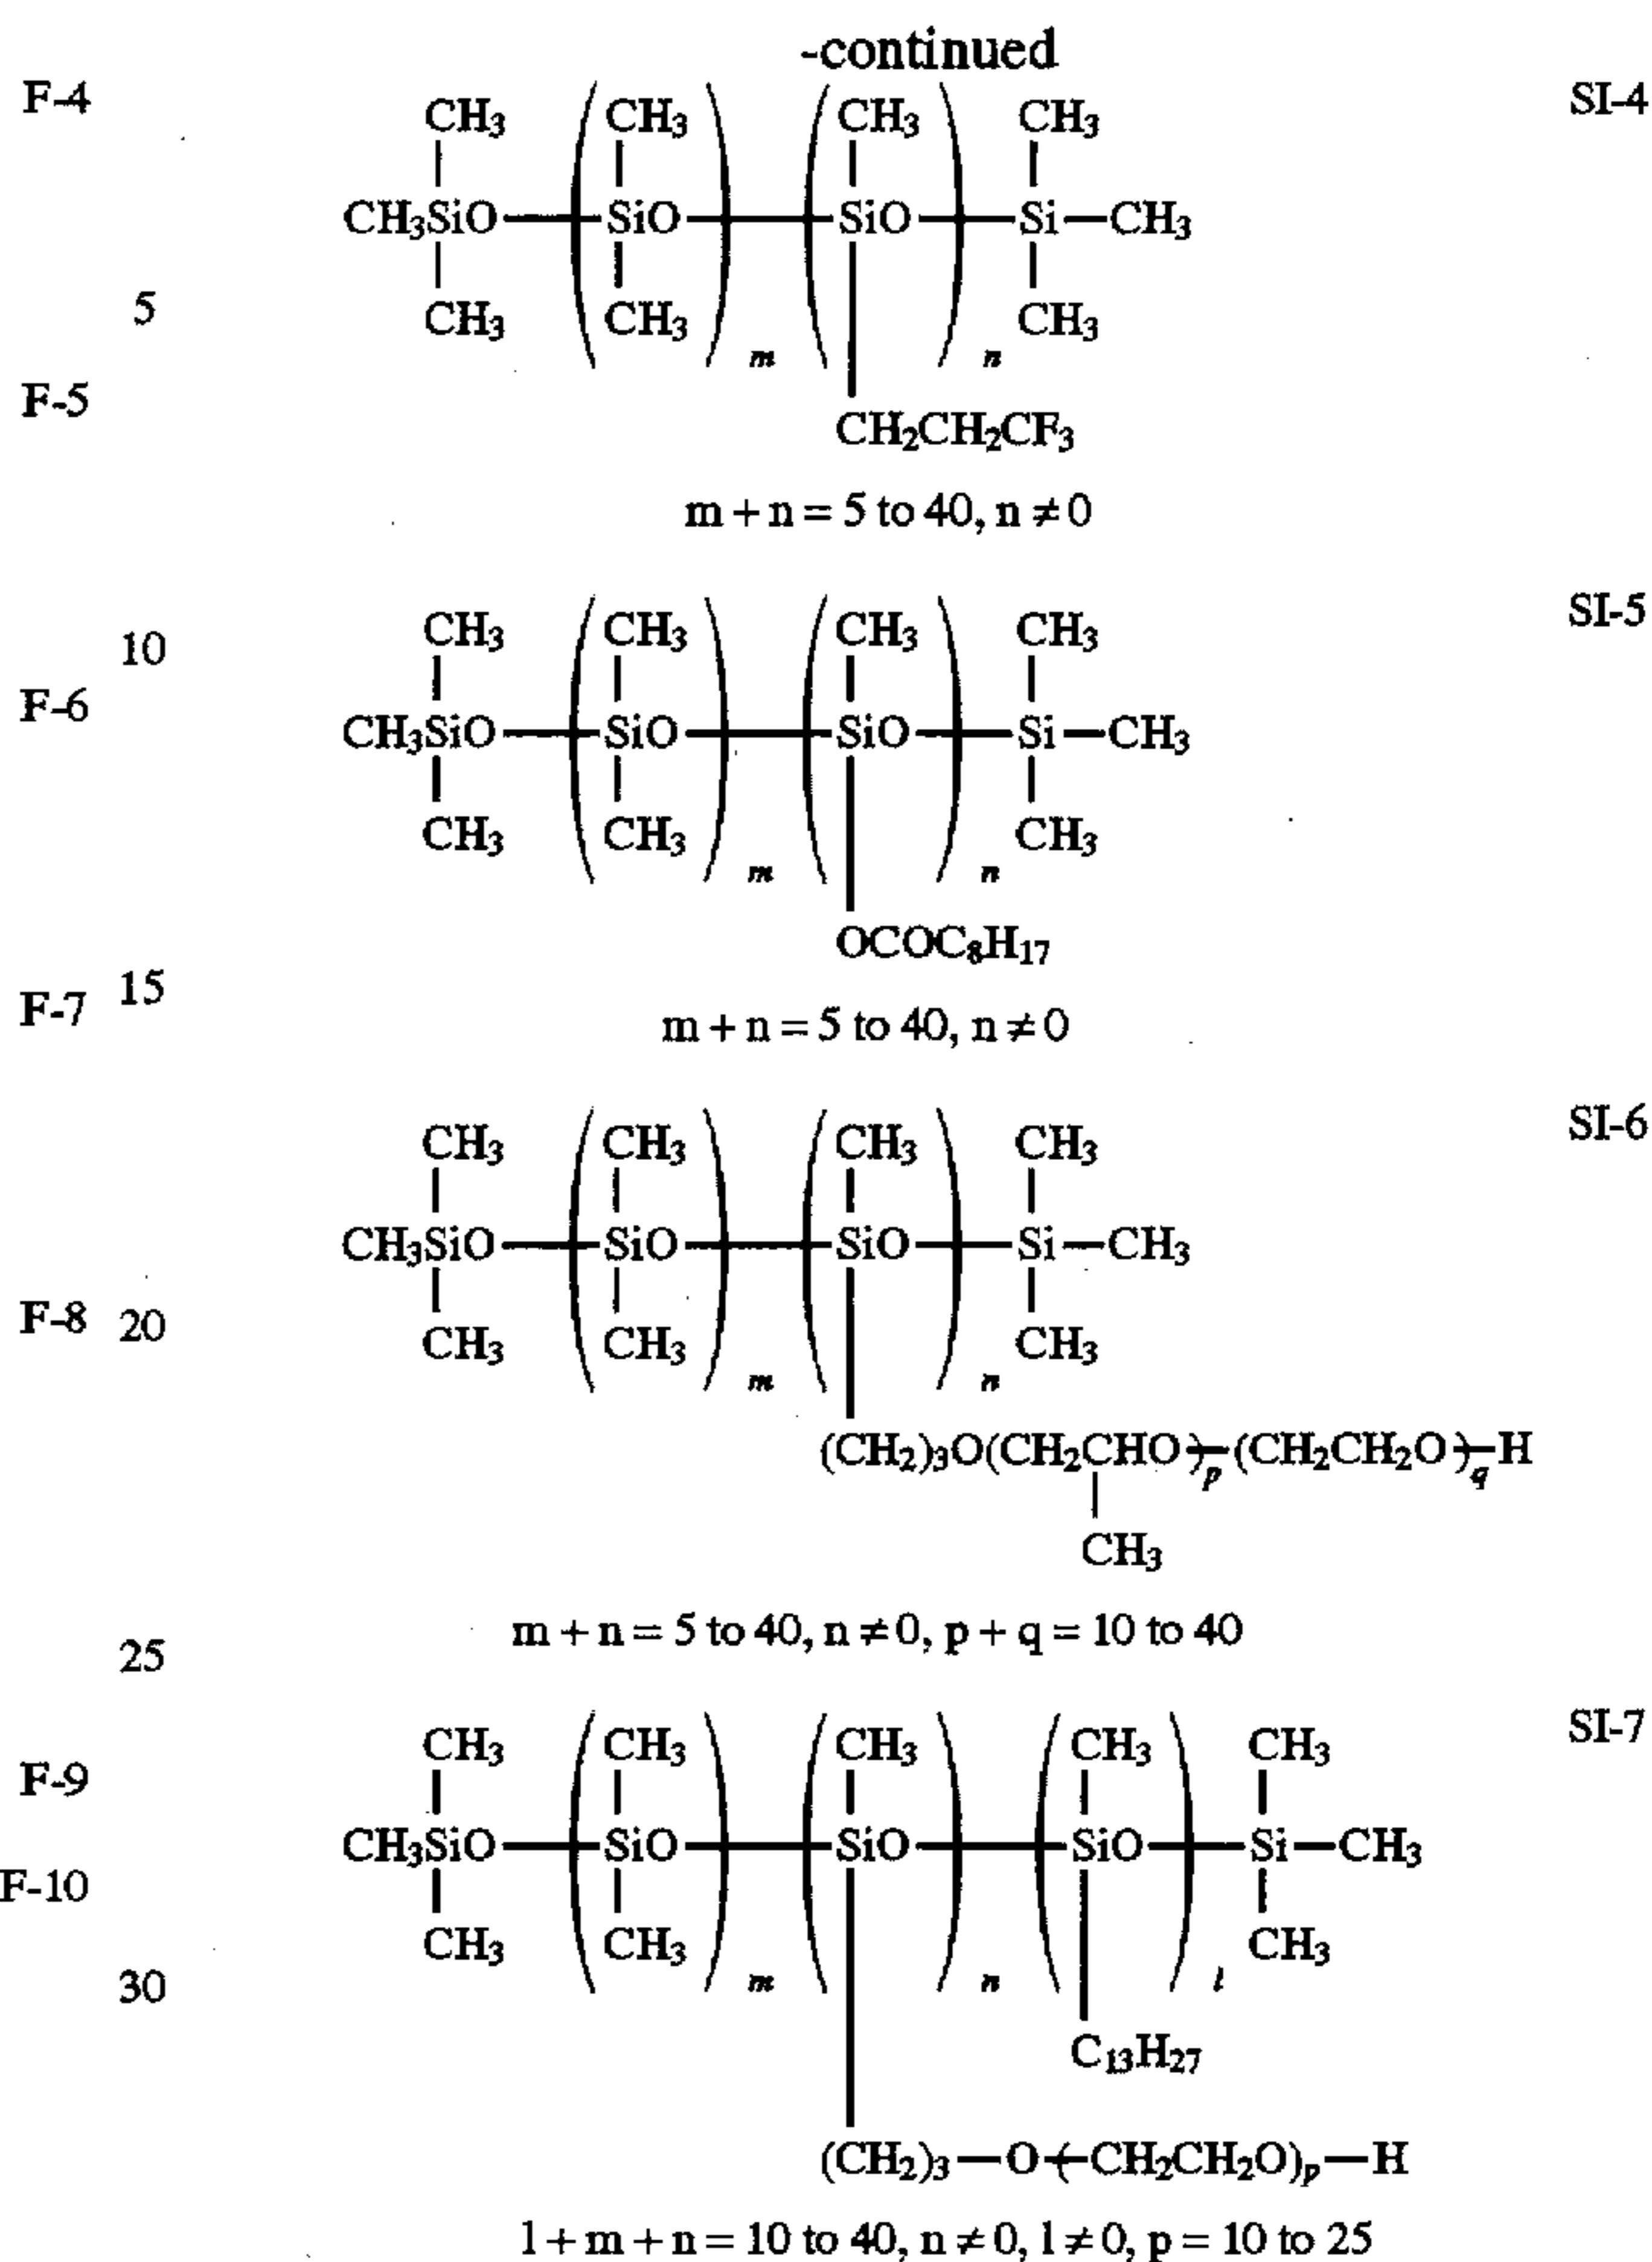 -continued
F-4 SI-4
CH₃ CH₃ CH₃ CH₃
CH₃SiO—(SiO)—(SiO)—Si—CH₃
CH₃ CH₃ CH₃
5
m n
F-5
CH₂CH₂CF₃
m + n = 5 to 40, n ≠ 0
SI-5
CH₃ CH₃ CH₃ CH₃
10
F-6
CH₃SiO—(SiO)—(SiO)—Si—CH₃
CH₃ CH₃ CH₃
m n
OCOC₈H₁₇
15
F-7
m + n = 5 to 40, n ≠ 0
SI-6
CH₃ CH₃ CH₃ CH₃
CH₃SiO—(SiO)—(SiO)—Si—CH₃
F-8 20
CH₃ CH₃ CH₃
m n
(CH₂)₃O(CH₂CHO)p(CH₂CH₂O)q—H
CH₃
m + n = 5 to 40, n ≠ 0, p + q = 10 to 40
25
SI-7
CH₃ CH₃ CH₃ CH₃ CH₃
F-9
CH₃SiO—(SiO)—(SiO)—(SiO)—Si—CH₃
F-10
CH₃ CH₃ CH₃
30
m n l
C₁₃H₂₇
(CH₂)₃—O—(CH₂CH₂O)p—H
l + m + n = 10 to 40, n ≠ 0, l ≠ 0, p = 10 to 25